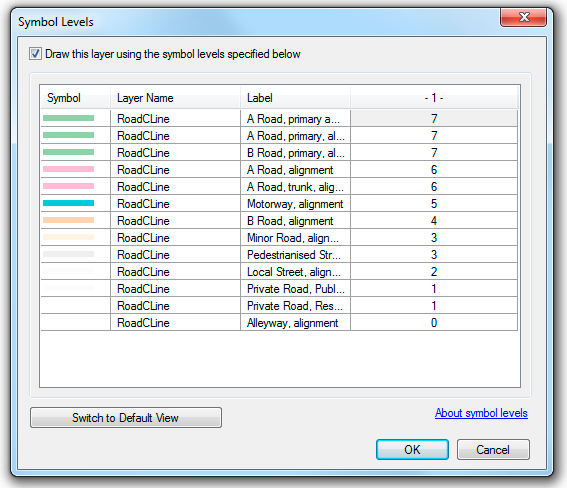 Symbol Levels
Draw this layer using the symbol levels specified below
Symbol Layer Name Label - 1 -
RoadCLine A Road, primary a... 7
RoadCLine A Road, primary, al... 7
RoadCLine B Road, primary, al... 7
RoadCLine A Road, alignment 6
RoadCLine A Road, trunk, alig... 6
RoadCLine Motorway, alignment 5
RoadCLine B Road, alignment 4
RoadCLine Minor Road, align... 3
RoadCLine Pedestrianised Str... 3
RoadCLine Local Street, align... 2
RoadCLine Private Road, Publ... 1
RoadCLine Private Road, Res... 1
RoadCLine Alleyway, alignment 0
Switch to Default View
About symbol levels
OK Cancel